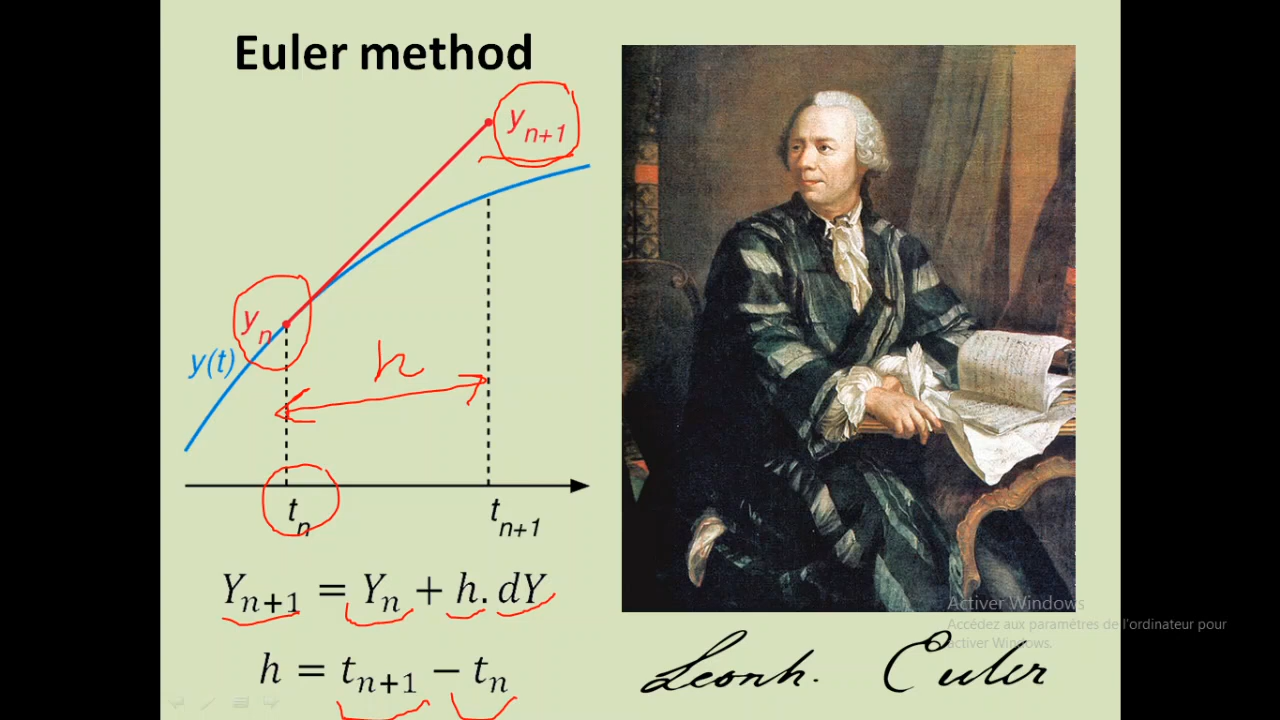 Euler method
y_{n+1}
y_n
y(t)
h
t_n
t_{n+1}
Y_{n+1} = Y_n + h. dY
h = t_{n+1} − t_n
Leonh. Euler
Activer Windows
Accédez aux paramètres de l'ordinateur pour
activer Windows.